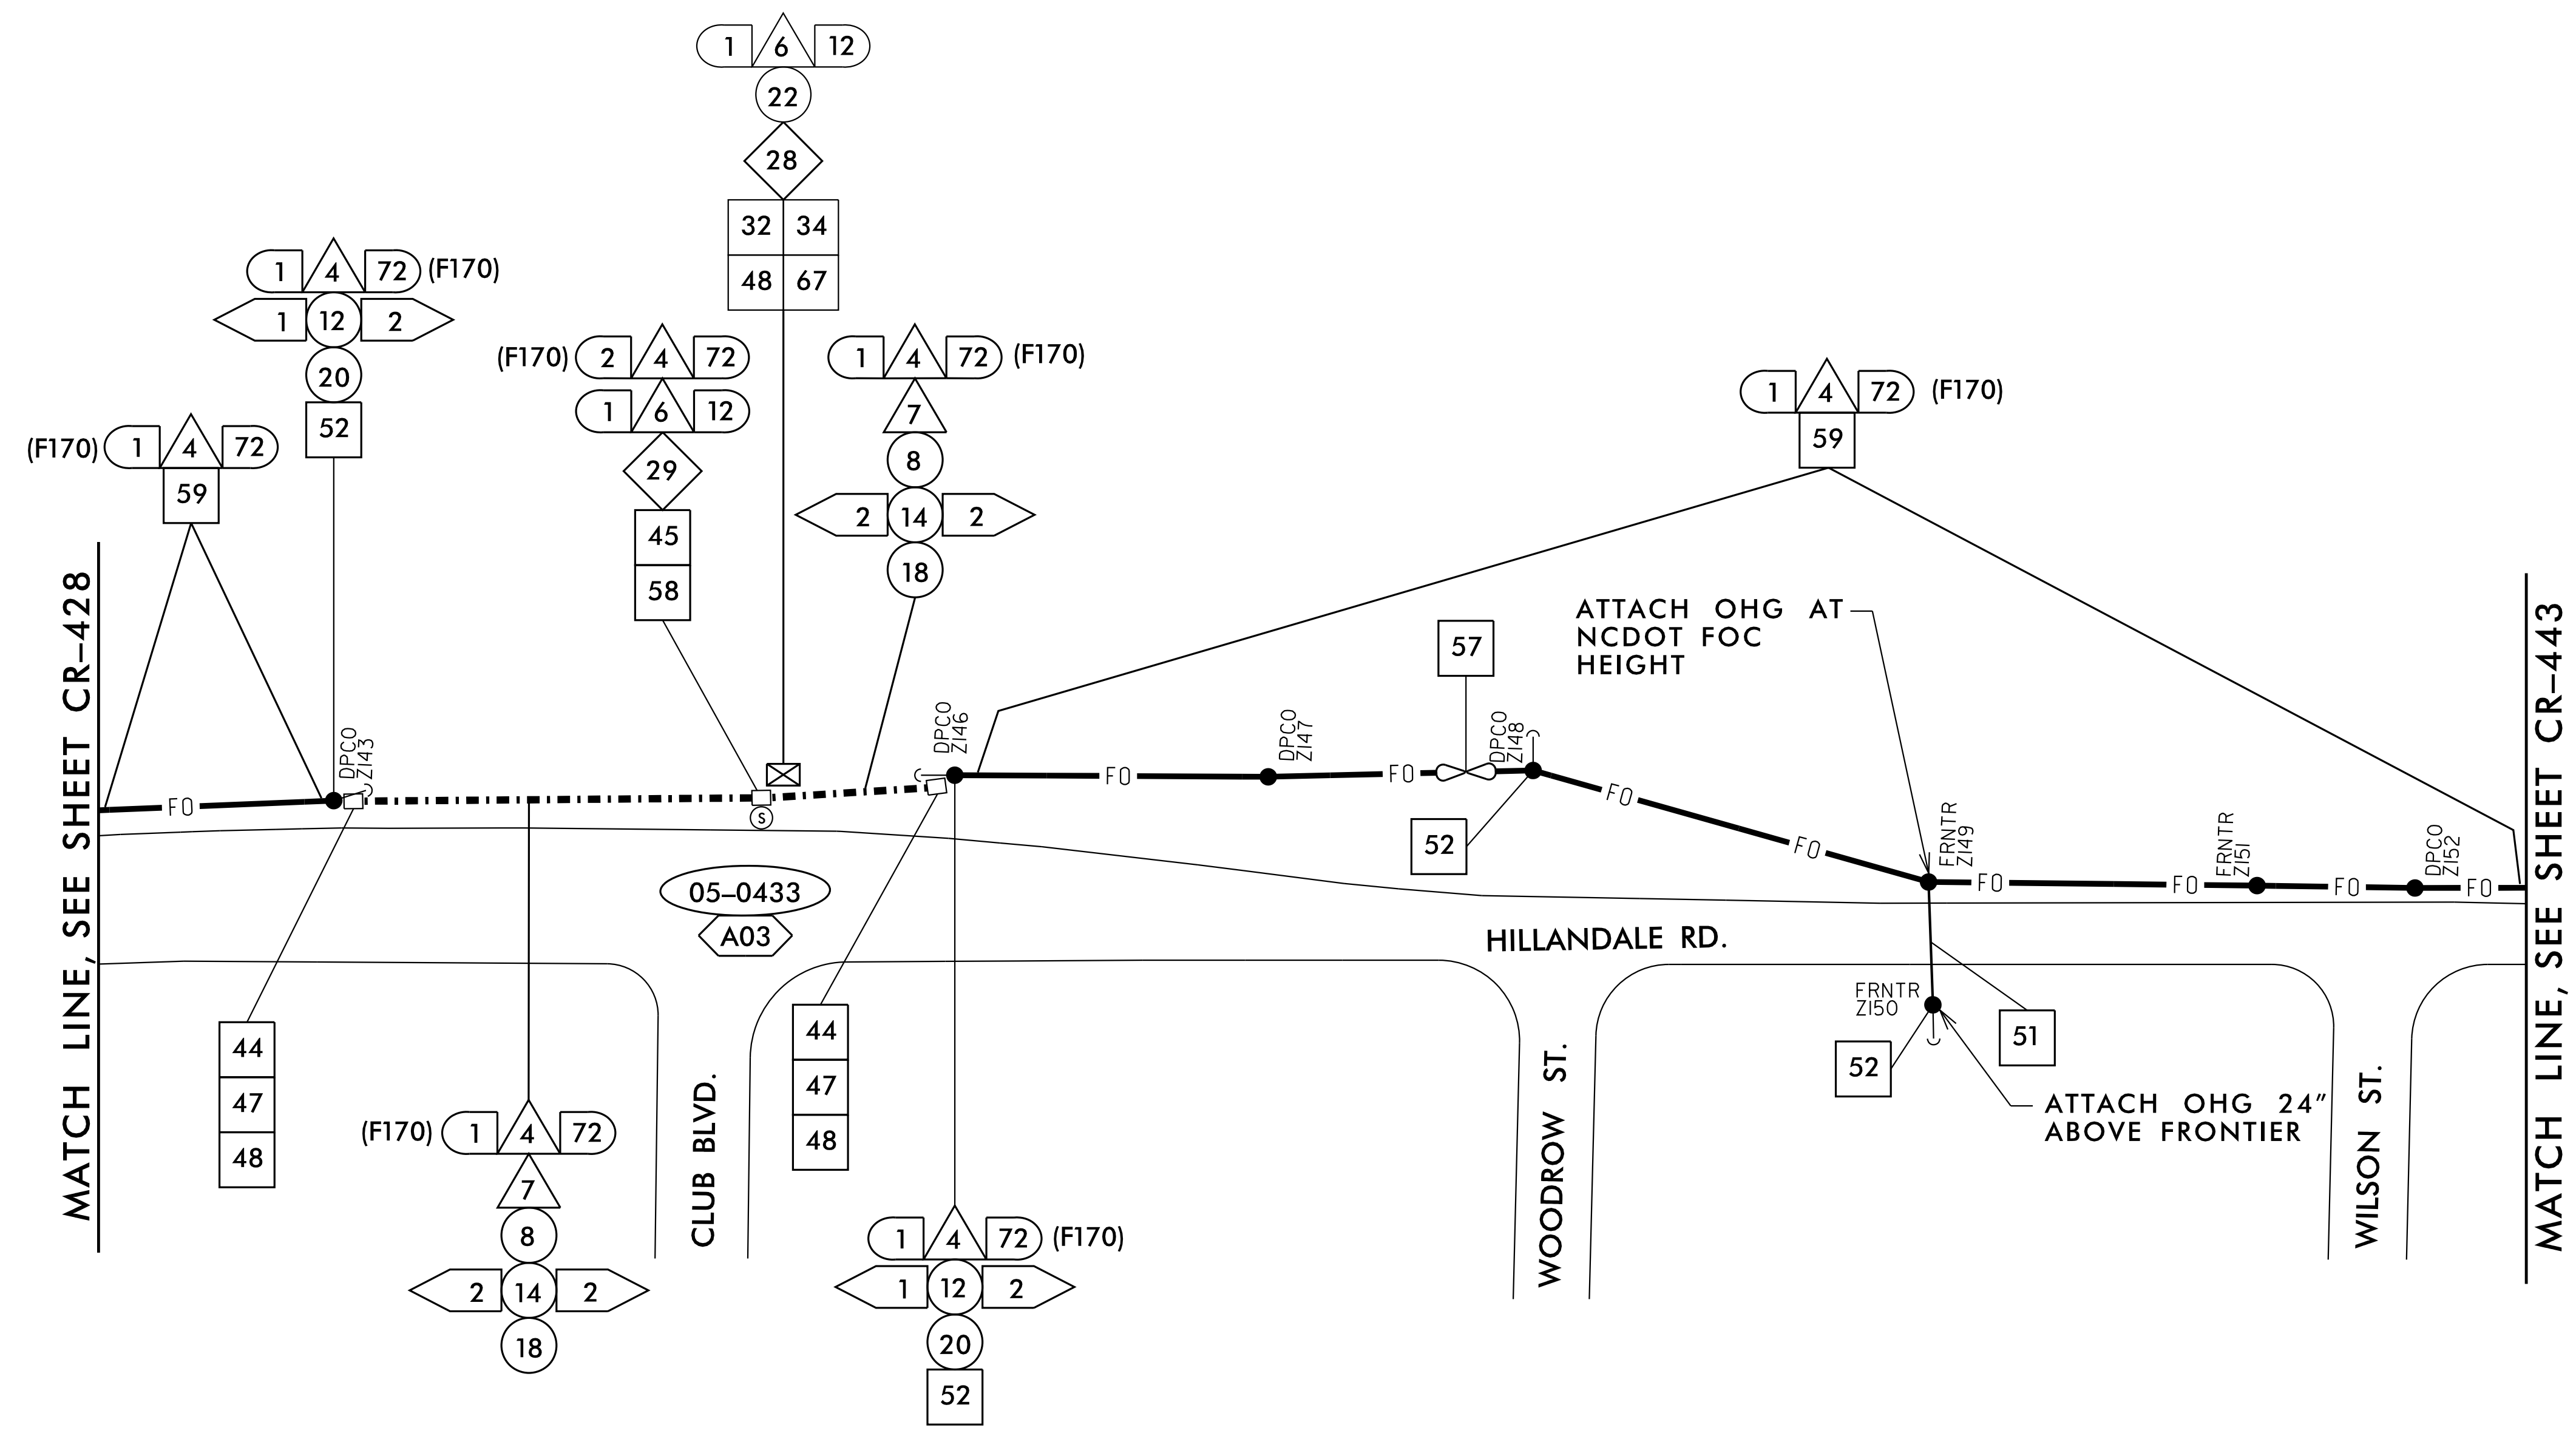 1 6 12
22
28
32 34
48 67
1 4 72 (F170)
1 12 2
20
52
(F170) 1 4 72
59
(F170) 2 4 72
1 6 12
29
45
58
1 4 72 (F170)
7
8
2 14 2
18
1 4 72 (F170)
59
MATCH LINE, SEE SHEET CR-428
MATCH LINE, SEE SHEET CR-443
ATTACH OHG AT
NCDOT FOC
HEIGHT
57
52
DPCO
Z143
DPCO
Z146
DPCO
Z147
DPCO
Z148
FRNTR
Z149
FRNTR
Z151
DPCO
Z152
FO
FO
FO
FO
FO
FO
FO
FO
FO
S
05-0433
A03
HILLANDALE RD.
FRNTR
Z150
52
51
ATTACH OHG 24"
ABOVE FRONTIER
44
47
48
44
47
48
CLUB BLVD.
WOODROW ST.
WILSON ST.
(F170) 1 4 72
7
8
2 14 2
18
1 4 72 (F170)
1 12 2
20
52